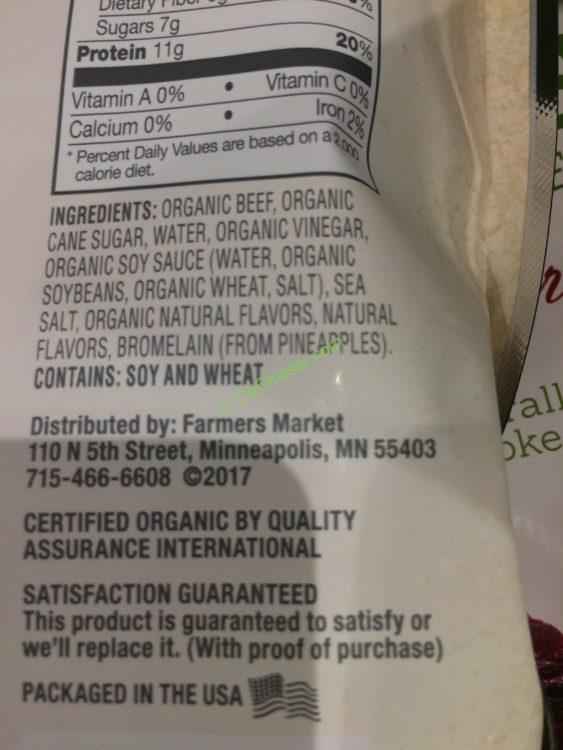 Dietary Fiber
Sugars 7g
Protein 11g 20%
Vitamin A 0% • Vitamin C 0%
Calcium 0% • Iron 2%
* Percent Daily Values are based on a 2,000
calorie diet.
INGREDIENTS: ORGANIC BEEF, ORGANIC
CANE SUGAR, WATER, ORGANIC VINEGAR,
ORGANIC SOY SAUCE (WATER, ORGANIC
SOYBEANS, ORGANIC WHEAT, SALT), SEA
SALT, ORGANIC NATURAL FLAVORS, NATURAL
FLAVORS, BROMELAIN (FROM PINEAPPLES).
CONTAINS: SOY AND WHEAT
© CoChaser.com
Distributed by: Farmers Market
110 N 5th Street, Minneapolis, MN 55403
715-466-6608 ©2017
CERTIFIED ORGANIC BY QUALITY
ASSURANCE INTERNATIONAL
SATISFACTION GUARANTEED
This product is guaranteed to satisfy or
we'll replace it. (With proof of purchase)
PACKAGED IN THE USA